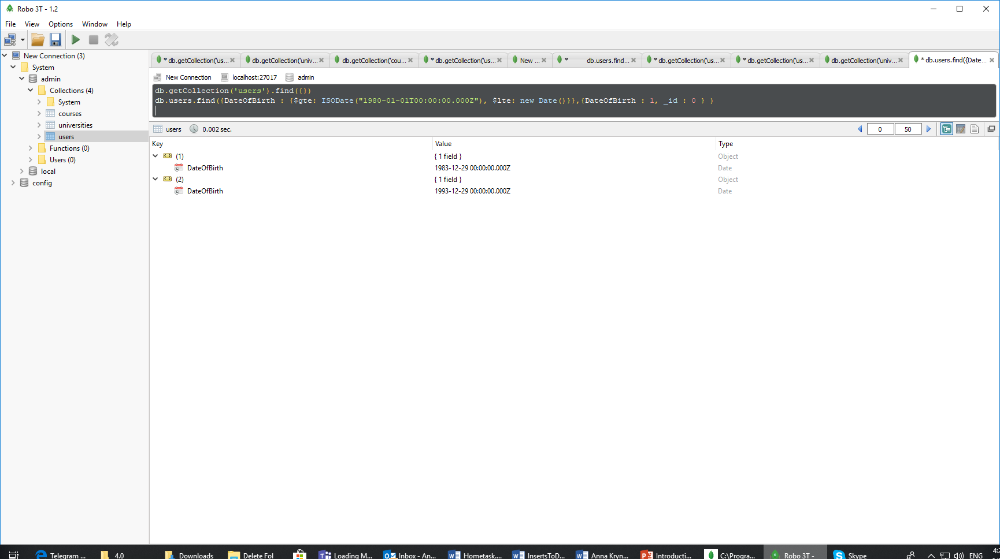 Robo 3T - 1.2
File View Options Window Help
New Connection (3)
System
admin
Collections (4)
System
courses
universities
users
Functions (0)
Users (0)
local
config
* db.getCollection('us... db.getCollection('univ... db.getCollection('cou... * db.getCollection('us... New ... * db.users.find... * db.getCollection('us... * db.getCollection('us... db.getCollection('univ... * db.users.find({Date...
New Connection localhost:27017 admin
db.getCollection('users').find({})
db.users.find({DateOfBirth : {$gte: ISODate("1980-01-01T00:00:00.000Z"), $lte: new Date()}},{DateOfBirth : 1, _id : 0 } )
users 0.002 sec. 0 50
Key Value Type
(1) { 1 field } Object
DateOfBirth 1983-12-29 00:00:00.000Z Date
(2) { 1 field } Object
DateOfBirth 1993-12-29 00:00:00.000Z Date
Telegram ... 4.0 Downloads Delete Fol Loading M... Inbox - An... Hometask.... InsertsToD... Anna Kryn... Introducti... C:\Progra... Robo 3T - Skype ENG